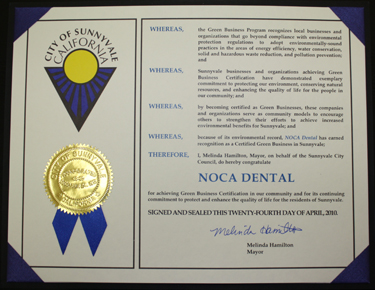 CITY OF SUNNYVALE
CALIFORNIA
WHEREAS, the Green Business Program recognizes local businesses and
organizations that go beyond compliance with environmental
protection regulations to adopt environmentally-sound
practices in the areas of energy efficiency, water conservation,
solid and hazardous waste reduction, and pollution prevention;
and
WHEREAS, Sunnyvale businesses and organizations achieving Green
Business Certification have demonstrated exemplary
commitment to protecting our environment, conserving natural
resources, and enhancing the quality of life for the people in
our community; and
WHEREAS, by becoming certified as Green Businesses, these companies
and organizations serve as community models to encourage
others to strengthen their efforts to achieve increased
environmental benefits for Sunnyvale; and
WHEREAS, because of its environmental record, NOCA Dental has earned
recognition as a Certified Green Business in Sunnyvale;
THEREFORE, I, Melinda Hamilton, Mayor, on behalf of the Sunnyvale City
Council, do hereby congratulate
NOCA DENTAL
for achieving Green Business Certification in our community and for its continuing
commitment to protect and enhance the quality of life for the residents of Sunnyvale.
SIGNED AND SEALED THIS TWENTY-FOURTH DAY OF APRIL, 2010.
Melinda Hamilton
Melinda Hamilton
Mayor
CITY OF SUNNYVALE
CALIFORNIA